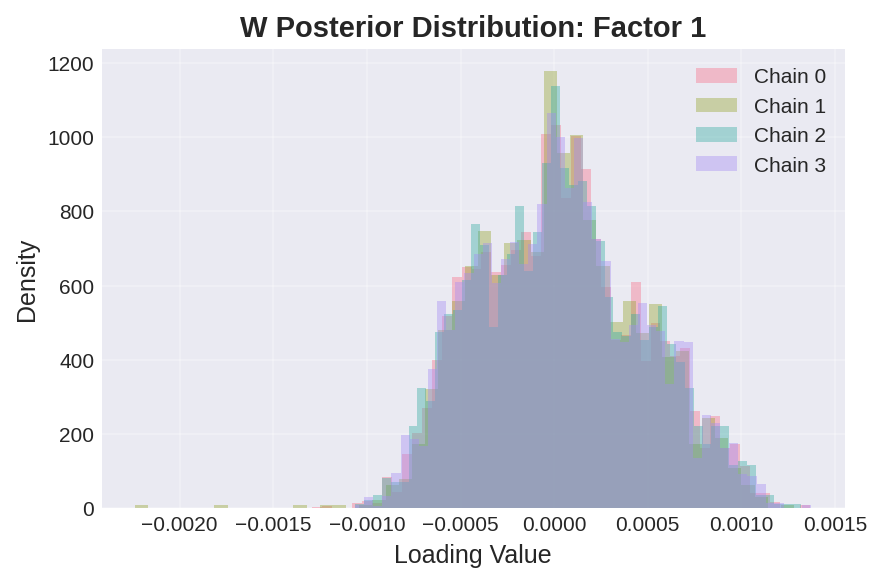 W Posterior Distribution: Factor 1
1200
1000
800
600
400
200
0
Density
Chain 0
Chain 1
Chain 2
Chain 3
−0.0020 −0.0015 −0.0010 −0.0005 0.0000 0.0005 0.0010 0.0015
Loading Value